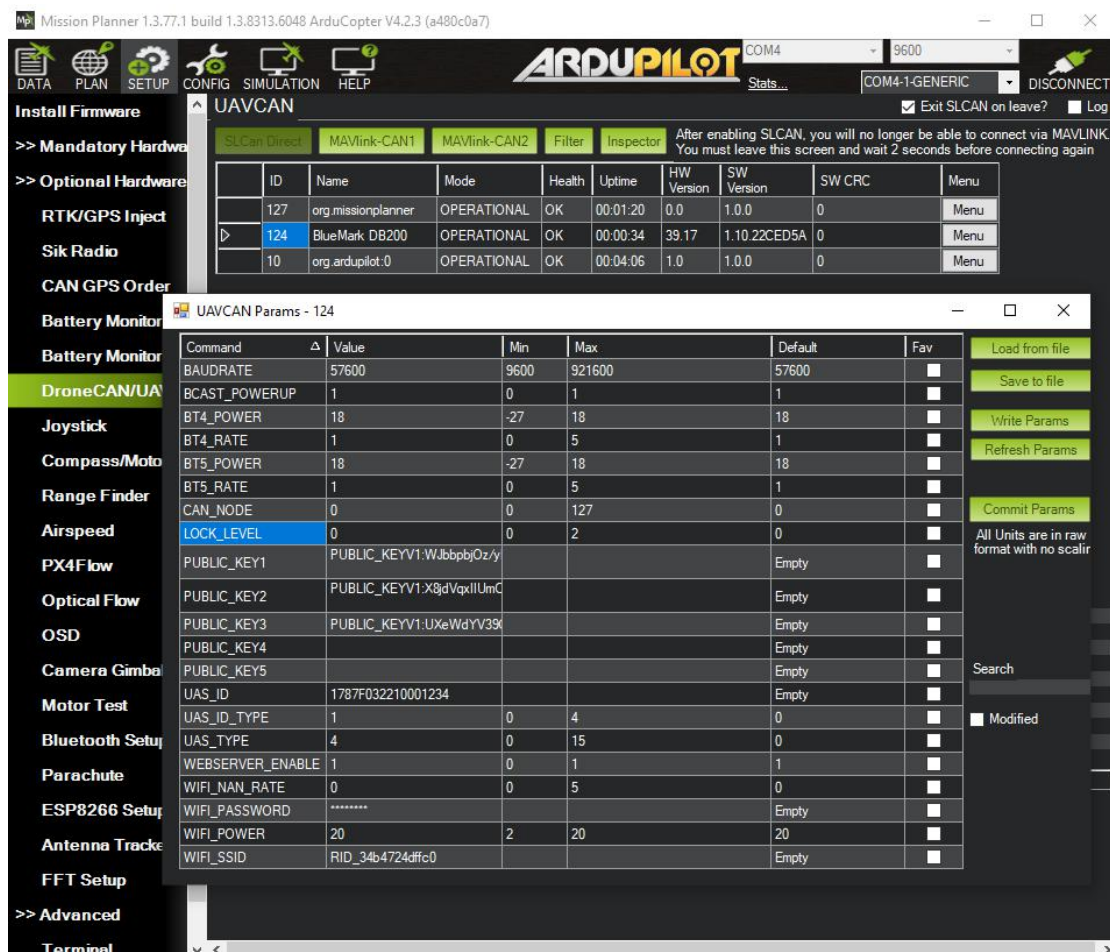 Mission Planner 1.3.77.1 build 1.3.8313.6048 ArduCopter V4.2.3 (a480c0a7)
DATA PLAN SETUP CONFIG SIMULATION HELP
ARDUPILOT
COM4 9600
Stats... COM4-1-GENERIC DISCONNECT
Install Firmware
>> Mandatory Hardwa
>> Optional Hardware
RTK/GPS Inject
Sik Radio
CAN GPS Order
Battery Monitor
Battery Monitor
DroneCAN/UA
Joystick
Compass/Moto
Range Finder
Airspeed
PX4Flow
Optical Flow
OSD
Camera Gimbal
Motor Test
Bluetooth Setup
Parachute
ESP8266 Setup
Antenna Tracke
FFT Setup
>> Advanced
Terminal
UAVCAN
Exit SLCAN on leave? Log
SLCan Direct MAVlink-CAN1 MAVlink-CAN2 Filter Inspector
After enabling SLCAN, you will no longer be able to connect via MAVLINK.
You must leave this screen and wait 2 seconds before connecting again
ID Name Mode Health Uptime HW Version SW Version SW CRC Menu
127 org.missionplanner OPERATIONAL OK 00:01:20 0.0 1.0.0 0 Menu
124 BlueMark DB200 OPERATIONAL OK 00:00:34 39.17 1.10.22CED5A 0 Menu
10 org.ardupilot:0 OPERATIONAL OK 00:04:06 1.0 1.0.0 0 Menu
UAVCAN Params - 124
Command Value Min Max Default Fav
BAUDRATE 57600 9600 921600 57600
BCAST_POWERUP 1 0 1 1
BT4_POWER 18 -27 18 18
BT4_RATE 1 0 5 1
BT5_POWER 18 -27 18 18
BT5_RATE 1 0 5 1
CAN_NODE 0 0 127 0
LOCK_LEVEL 0 0 2 0
PUBLIC_KEY1 PUBLIC_KEYV1:WJbbpbjOz/y Empty
PUBLIC_KEY2 PUBLIC_KEYV1:X8jdVqxIIUmC Empty
PUBLIC_KEY3 PUBLIC_KEYV1:UXeWdYV39 Empty
PUBLIC_KEY4 Empty
PUBLIC_KEY5 Empty
UAS_ID 1787F032210001234 Empty
UAS_ID_TYPE 1 0 4 0
UAS_TYPE 4 0 15 0
WEBSERVER_ENABLE 1 0 1 1
WIFI_NAN_RATE 0 0 5 0
WIFI_PASSWORD ******** Empty
WIFI_POWER 20 2 20 20
WIFI_SSID RID_34b4724dffc0 Empty
Load from file
Save to file
Write Params
Refresh Params
Commit Params
All Units are in raw
format with no scalin
Search
Modified